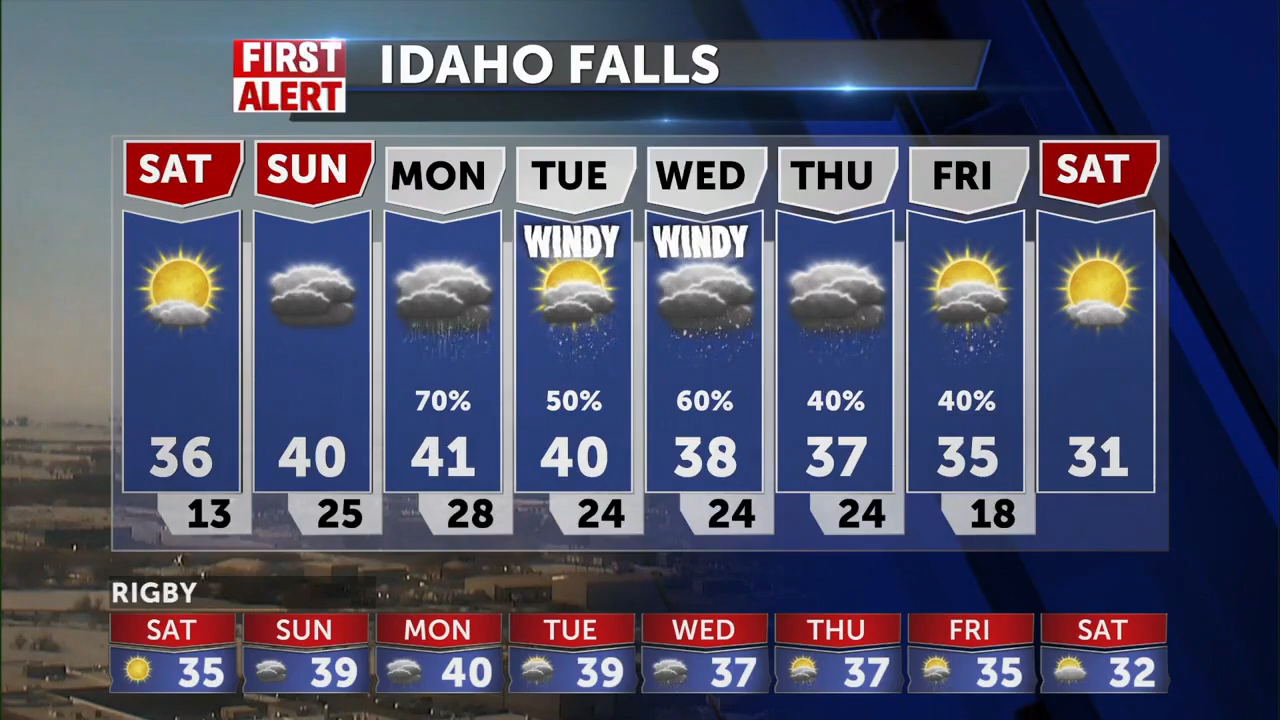 FIRST
ALERT
IDAHO FALLS
SAT SUN MON TUE WED THU FRI SAT
WINDY WINDY
70% 50% 60% 40% 40%
36 40 41 40 38 37 35 31
13 25 28 24 24 24 18
RIGBY
SAT SUN MON TUE WED THU FRI SAT
35 39 40 39 37 37 35 32